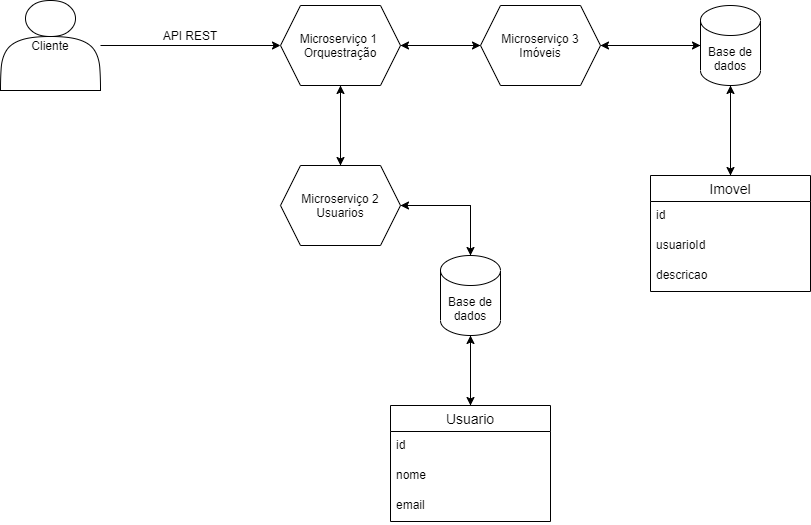 Cliente
API REST
Microserviço 1
Orquestração
Microserviço 3
Imóveis
Base de
dados
Microserviço 2
Usuarios
Imovel
id
usuarioId
descricao
Base de
dados
Usuario
id
nome
email